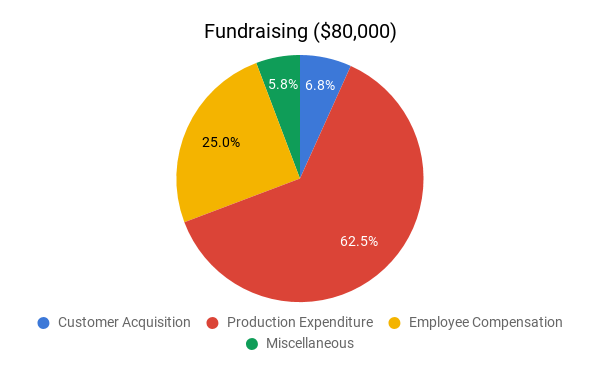 Fundraising ($80,000)
5.8% 6.8%
25.0%
62.5%
Customer Acquisition Production Expenditure Employee Compensation
Miscellaneous